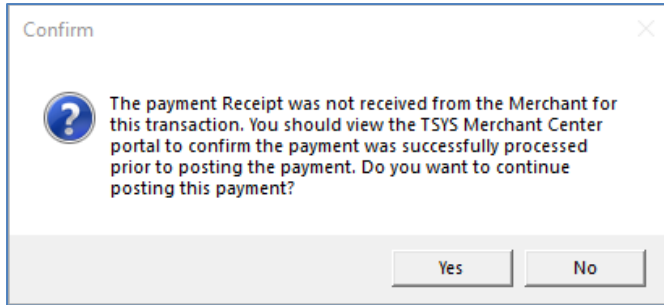 Confirm
The payment Receipt was not received from the Merchant for
this transaction. You should view the TSYS Merchant Center
portal to confirm the payment was successfully processed
prior to posting the payment. Do you want to continue
posting this payment?
Yes
No